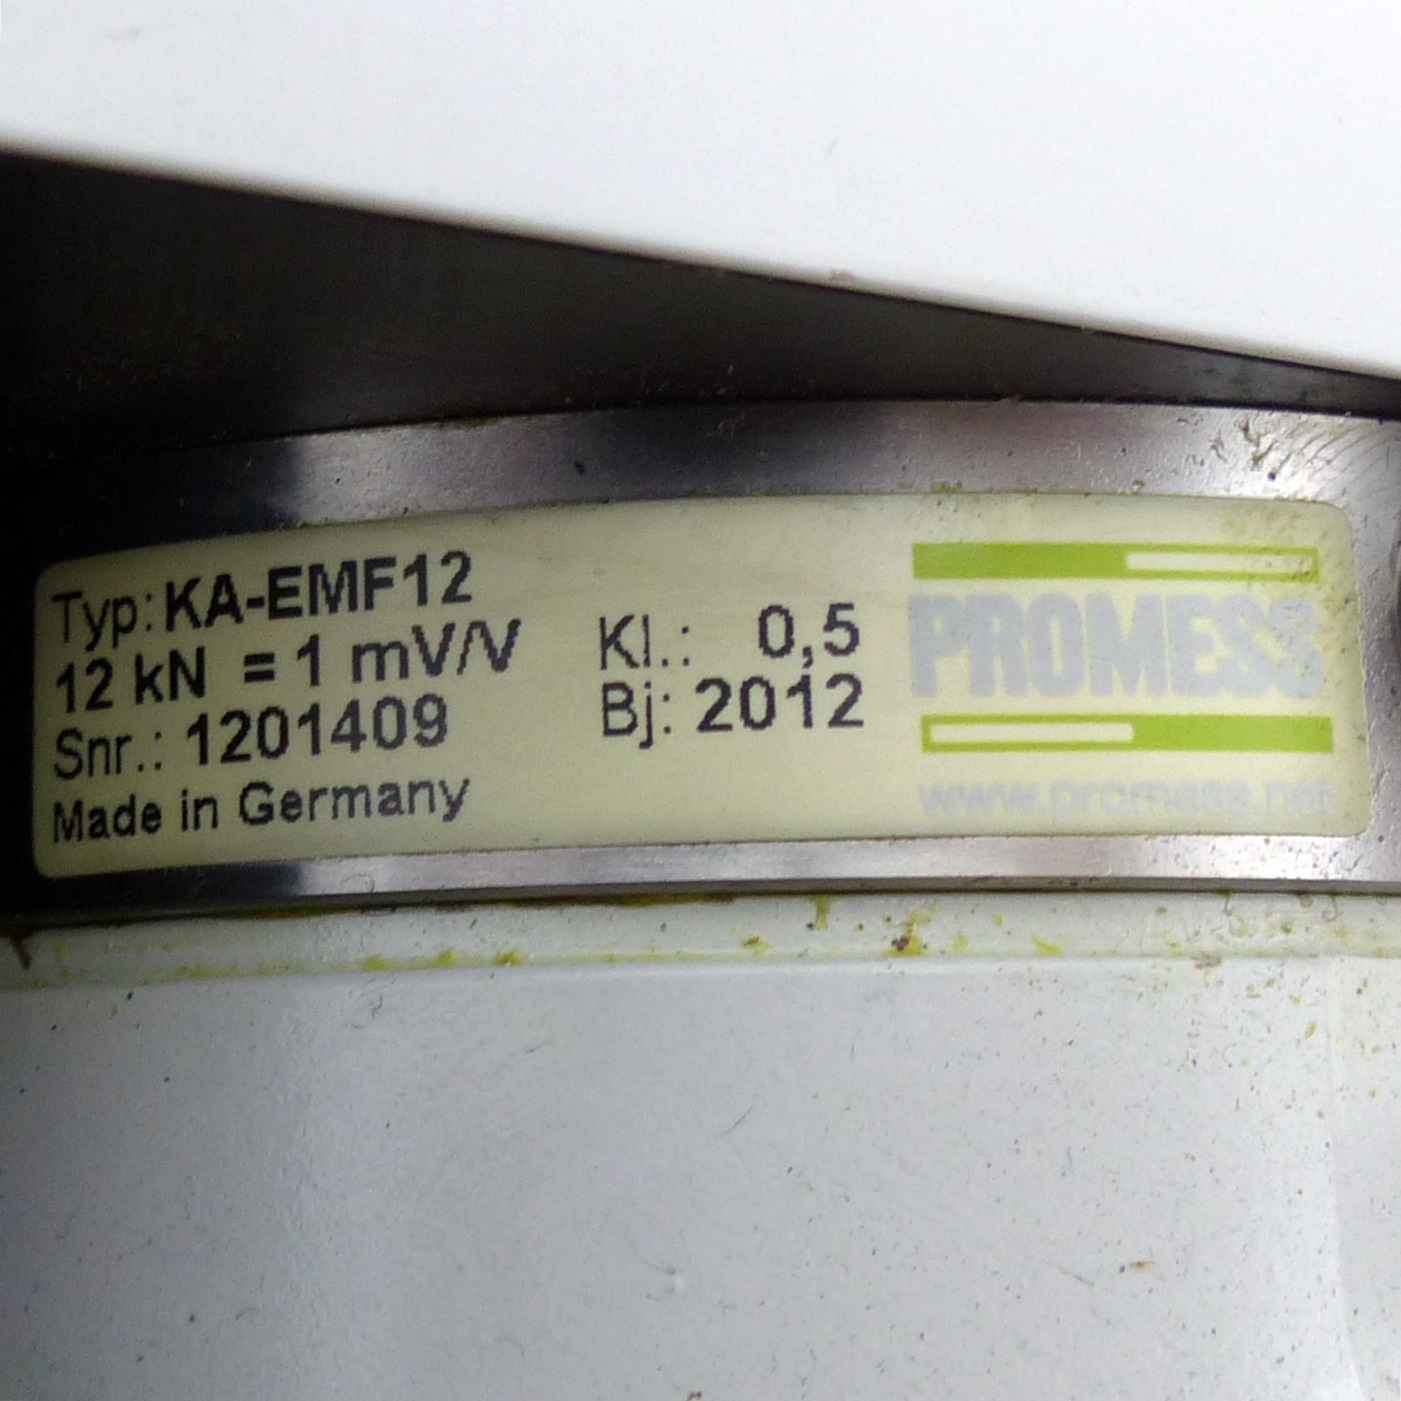 Typ: KA-EMF12
12 kN = 1 mV/V
Kl.: 0,5
Snr.: 1201409
Bj: 2012
Made in Germany
PROMESS
www.promess.net